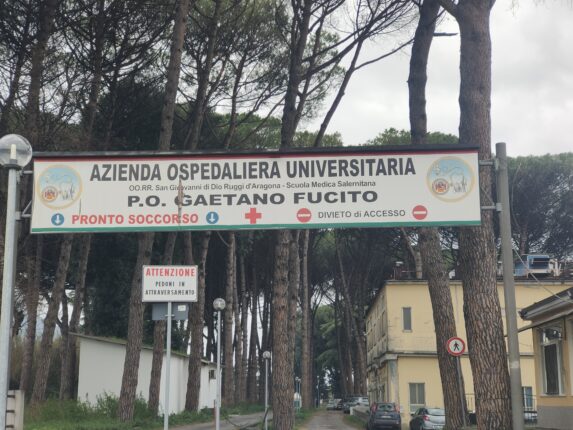 AZIENDA OSPEDALIERA UNIVERSITARIA
OO.RR. San Giovanni di Dio Ruggi d'Aragona - Scuola Medica Salernitana
P.O. GAETANO FUCITO
PRONTO SOCCORSO DIVIETO di ACCESSO
ATTENZIONE
PEDONI IN
ATTRAVERSAMENTO